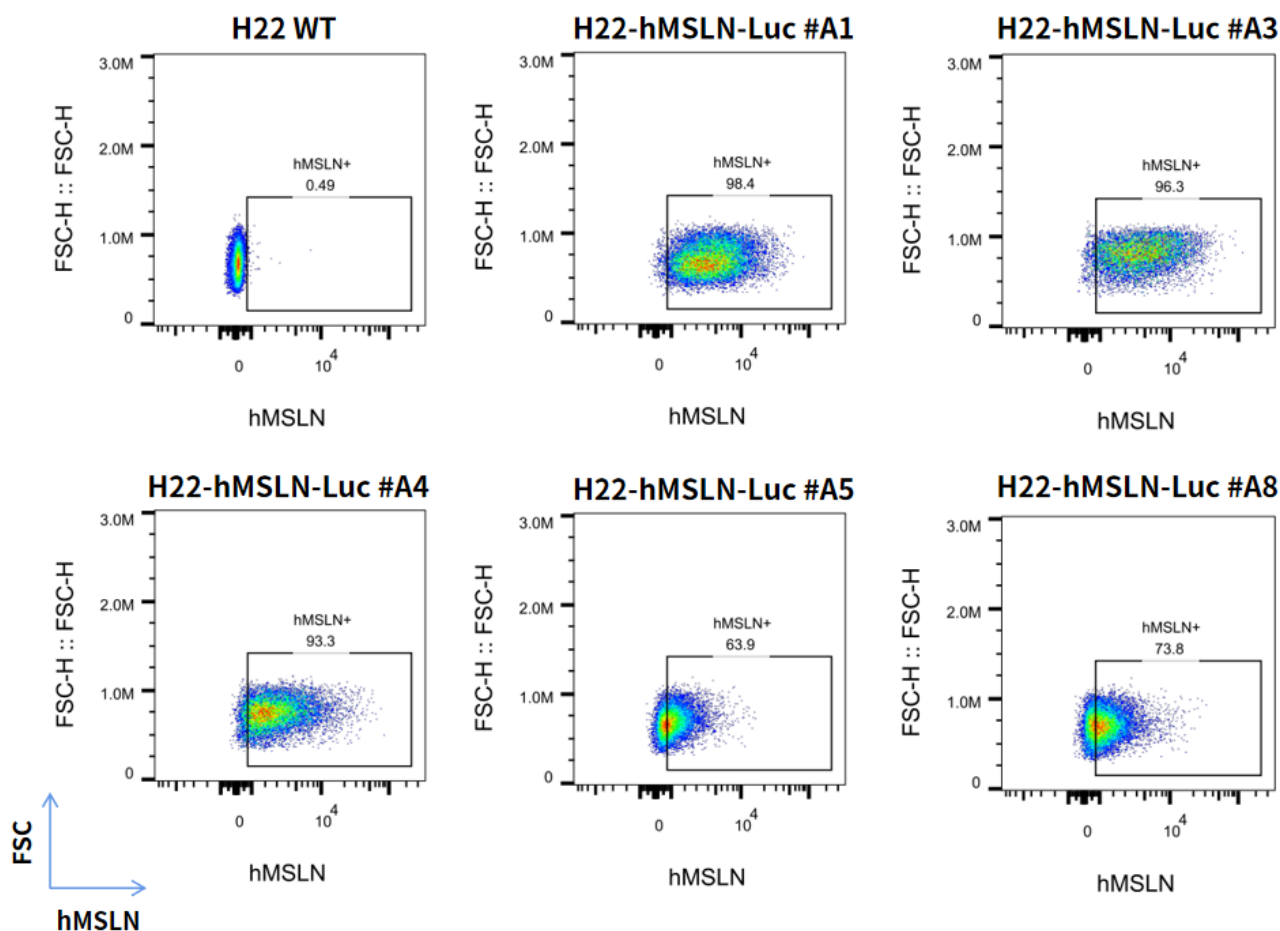 H22 WT
3.0M
2.0M
1.0M
0
FSC-H :: FSC-H
hMSLN+
0.49
0
10^4
hMSLN
H22-hMSLN-Luc #A1
3.0M
2.0M
1.0M
0
FSC-H :: FSC-H
hMSLN+
98.4
0
10^4
hMSLN
H22-hMSLN-Luc #A3
3.0M
2.0M
1.0M
0
FSC-H :: FSC-H
hMSLN+
96.3
0
10^4
hMSLN
H22-hMSLN-Luc #A4
3.0M
2.0M
1.0M
0
FSC-H :: FSC-H
hMSLN+
93.3
0
10^4
hMSLN
H22-hMSLN-Luc #A5
3.0M
2.0M
1.0M
0
FSC-H :: FSC-H
hMSLN+
63.9
0
10^4
hMSLN
H22-hMSLN-Luc #A8
3.0M
2.0M
1.0M
0
FSC-H :: FSC-H
hMSLN+
73.8
0
10^4
hMSLN
FSC
hMSLN